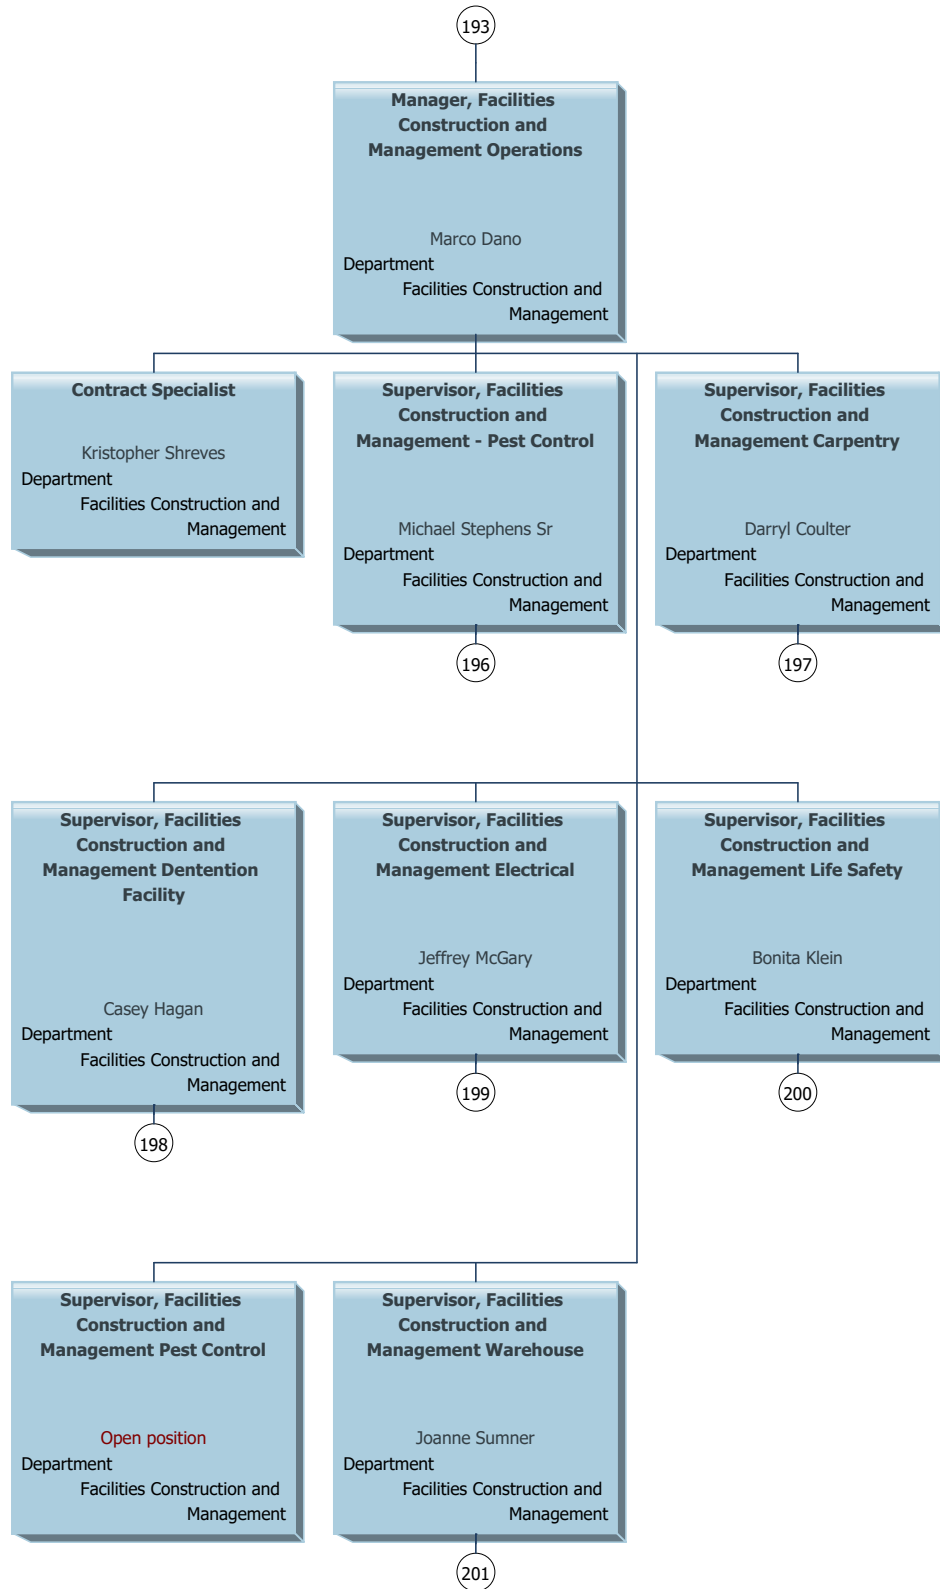 193
Manager, Facilities
Construction and
Management Operations
Marco Dano
Department
Facilities Construction and
Management
Contract Specialist
Kristopher Shreves
Department
Facilities Construction and
Management
Supervisor, Facilities
Construction and
Management - Pest Control
Michael Stephens Sr
Department
Facilities Construction and
Management
196
Supervisor, Facilities
Construction and
Management Carpentry
Darryl Coulter
Department
Facilities Construction and
Management
197
Supervisor, Facilities
Construction and
Management Dentention
Facility
Casey Hagan
Department
Facilities Construction and
Management
198
Supervisor, Facilities
Construction and
Management Electrical
Jeffrey McGary
Department
Facilities Construction and
Management
199
Supervisor, Facilities
Construction and
Management Life Safety
Bonita Klein
Department
Facilities Construction and
Management
200
Supervisor, Facilities
Construction and
Management Pest Control
Open position
Department
Facilities Construction and
Management
Supervisor, Facilities
Construction and
Management Warehouse
Joanne Sumner
Department
Facilities Construction and
Management
201